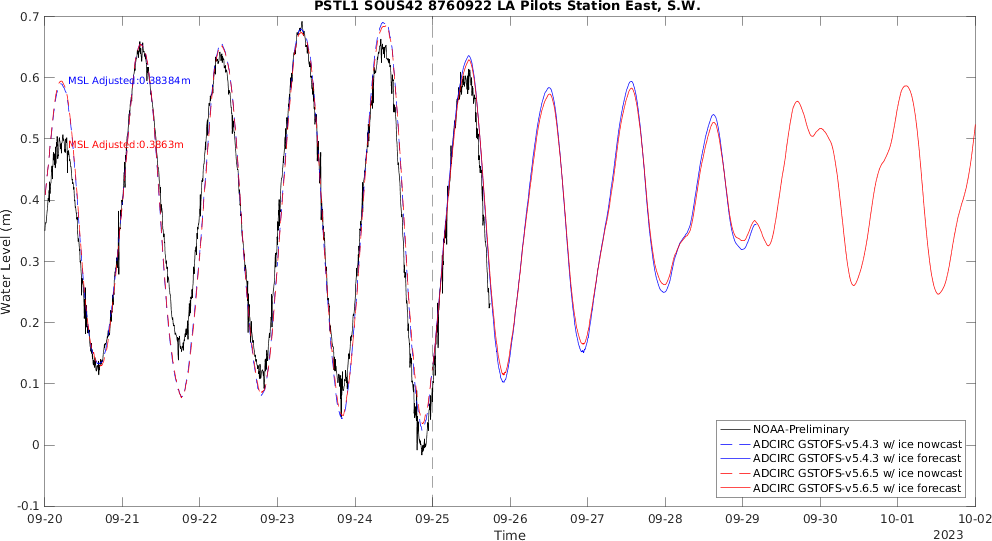 PSTL1 SOUS42 8760922 LA Pilots Station East, S.W.
0.7
0.6
0.5
0.4
0.3
0.2
0.1
0
-0.1
Water Level (m)
MSL Adjusted:0.38384m
MSL Adjusted:0.3863m
NOAA-Preliminary
ADCIRC GSTOFS-v5.4.3 w/ ice nowcast
ADCIRC GSTOFS-v5.4.3 w/ ice forecast
ADCIRC GSTOFS-v5.6.5 w/ ice nowcast
ADCIRC GSTOFS-v5.6.5 w/ ice forecast
09-20 09-21 09-22 09-23 09-24 09-25 09-26 09-27 09-28 09-29 09-30 10-01 10-02
Time
2023